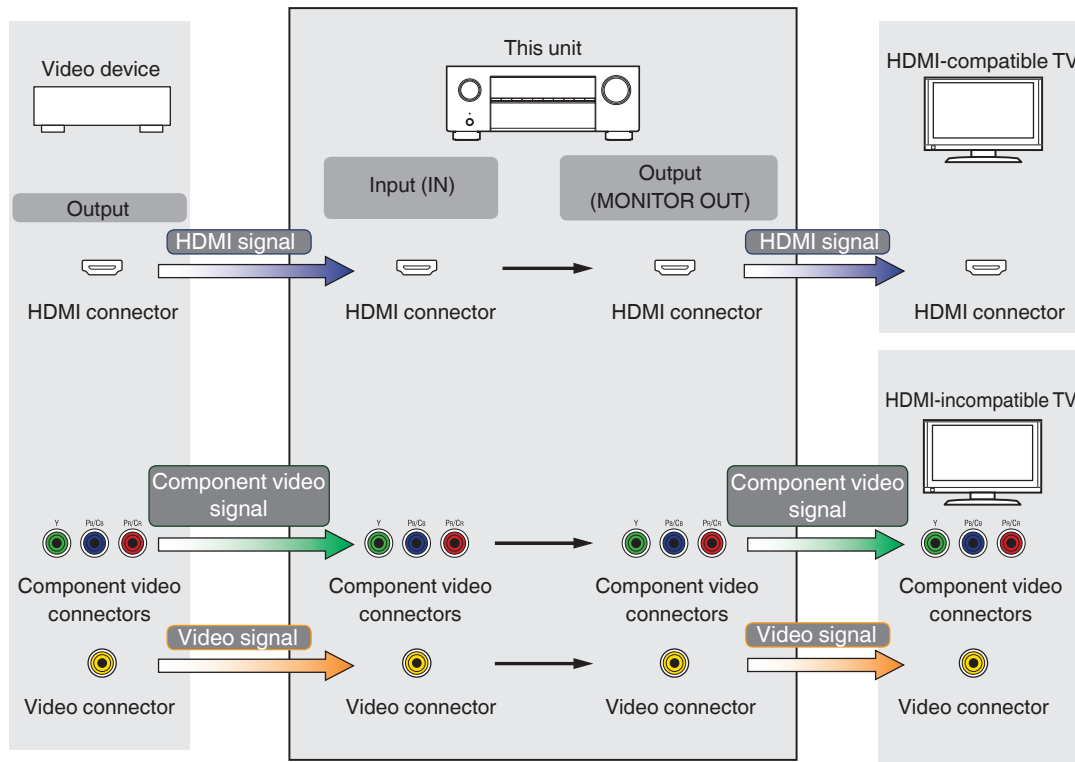 Video device
This unit
HDMI-compatible TV
Output
Input (IN)
Output
(MONITOR OUT)
HDMI signal
HDMI signal
HDMI connector
HDMI connector
HDMI connector
HDMI connector
HDMI-incompatible TV
Component video
signal
Component video
signal
Y PB/CB PR/CR
Y PB/CB PR/CR
Y PB/CB PR/CR
Y PB/CB PR/CR
Component video
connectors
Component video
connectors
Component video
connectors
Component video
connectors
Video signal
Video signal
Video connector
Video connector
Video connector
Video connector